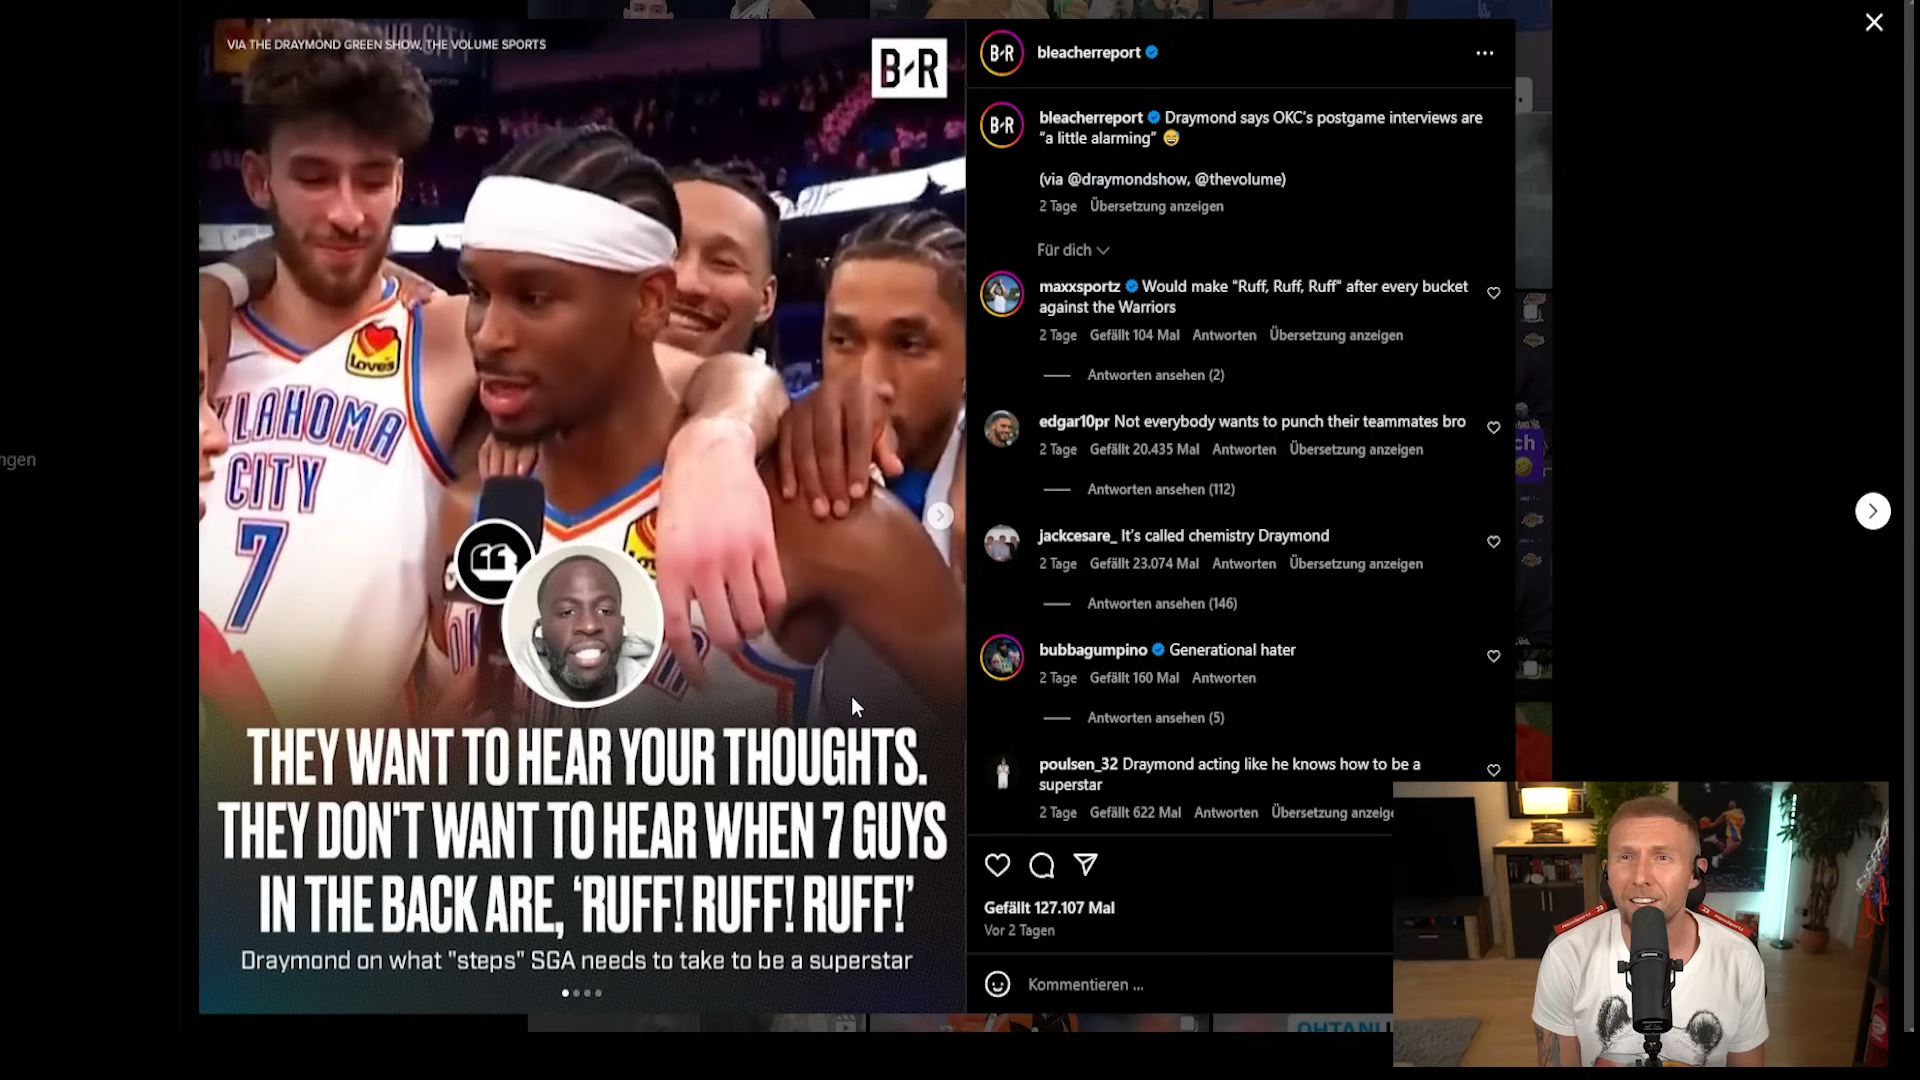 VIA THE DRAYMOND GREEN SHOW, THE VOLUME SPORTS
B/R
Love's
OKLAHOMA
CITY
7
THEY WANT TO HEAR YOUR THOUGHTS.
THEY DON'T WANT TO HEAR WHEN 7 GUYS
IN THE BACK ARE, 'RUFF! RUFF! RUFF!'
Draymond on what "steps" SGA needs to take to be a superstar
ngen
B/R
bleacherreport
B/R
bleacherreport Draymond says OKC's postgame interviews are
"a little alarming" 😅
(via @draymondshow, @thevolume)
2 Tage Übersetzung anzeigen
Für dich
maxxsportz Would make "Ruff, Ruff, Ruff" after every bucket
against the Warriors
2 Tage Gefällt 104 Mal Antworten Übersetzung anzeigen
Antworten ansehen (2)
edgar10pr Not everybody wants to punch their teammates bro
2 Tage Gefällt 20.435 Mal Antworten Übersetzung anzeigen
Antworten ansehen (112)
jackcesare_ It's called chemistry Draymond
2 Tage Gefällt 23.074 Mal Antworten Übersetzung anzeigen
Antworten ansehen (146)
bubbagumpino Generational hater
2 Tage Gefällt 160 Mal Antworten
Antworten ansehen (5)
poulsen_32 Draymond acting like he knows how to be a
superstar
2 Tage Gefällt 622 Mal Antworten Übersetzung anzeige
Gefällt 127.107 Mal
Vor 2 Tagen
Kommentieren ...
ch
OHTANI